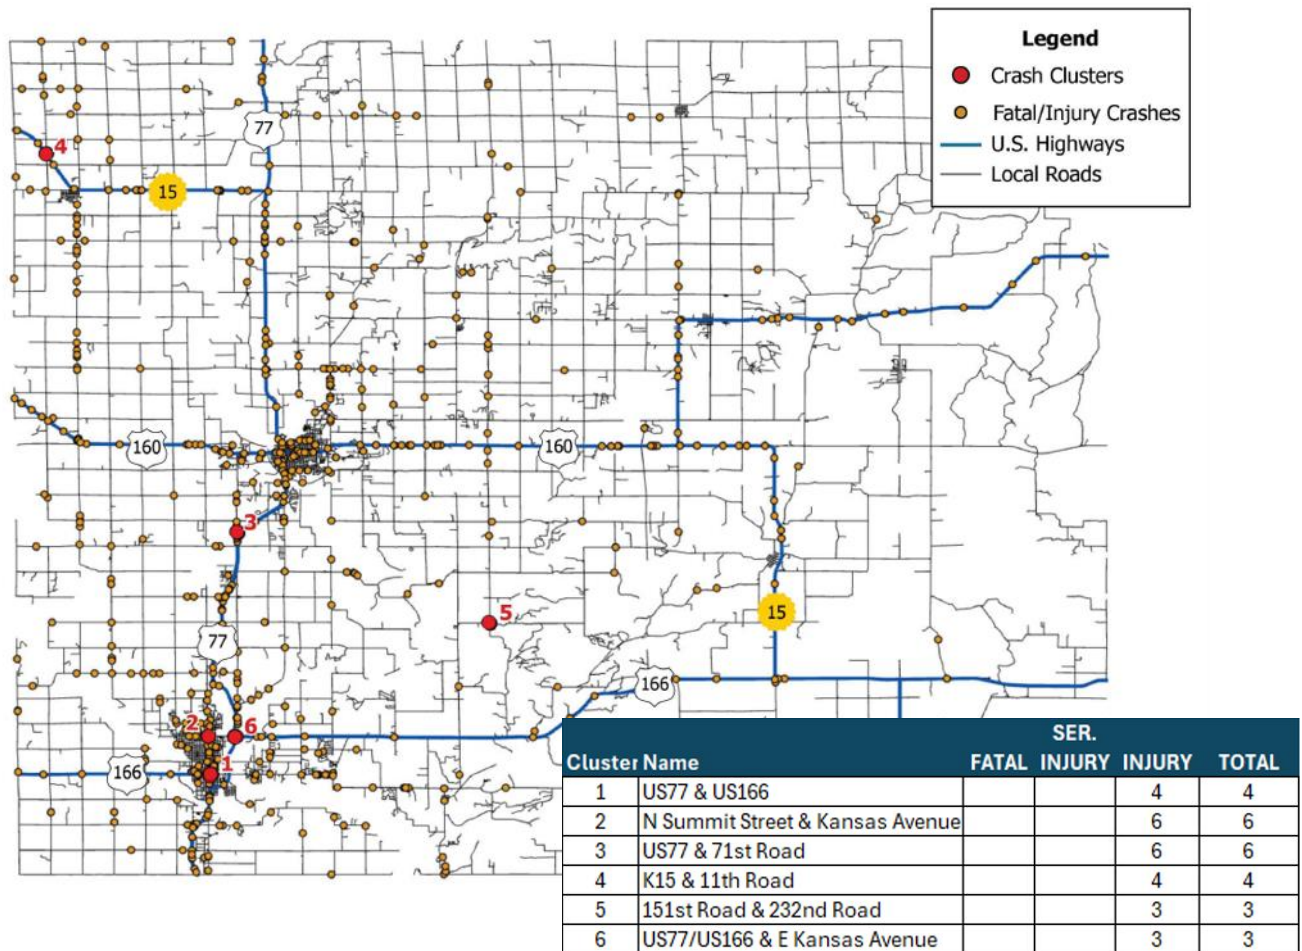 Legend
Crash Clusters
Fatal/Injury Crashes
U.S. Highways
Local Roads
77
4
15
160
160
3
5
15
77
166
2
6
1
166
SER.
Cluster Name FATAL INJURY INJURY TOTAL
1 US77 & US166 4 4
2 N Summit Street & Kansas Avenue 6 6
3 US77 & 71st Road 6 6
4 K15 & 11th Road 4 4
5 151st Road & 232nd Road 3 3
6 US77/US166 & E Kansas Avenue 3 3